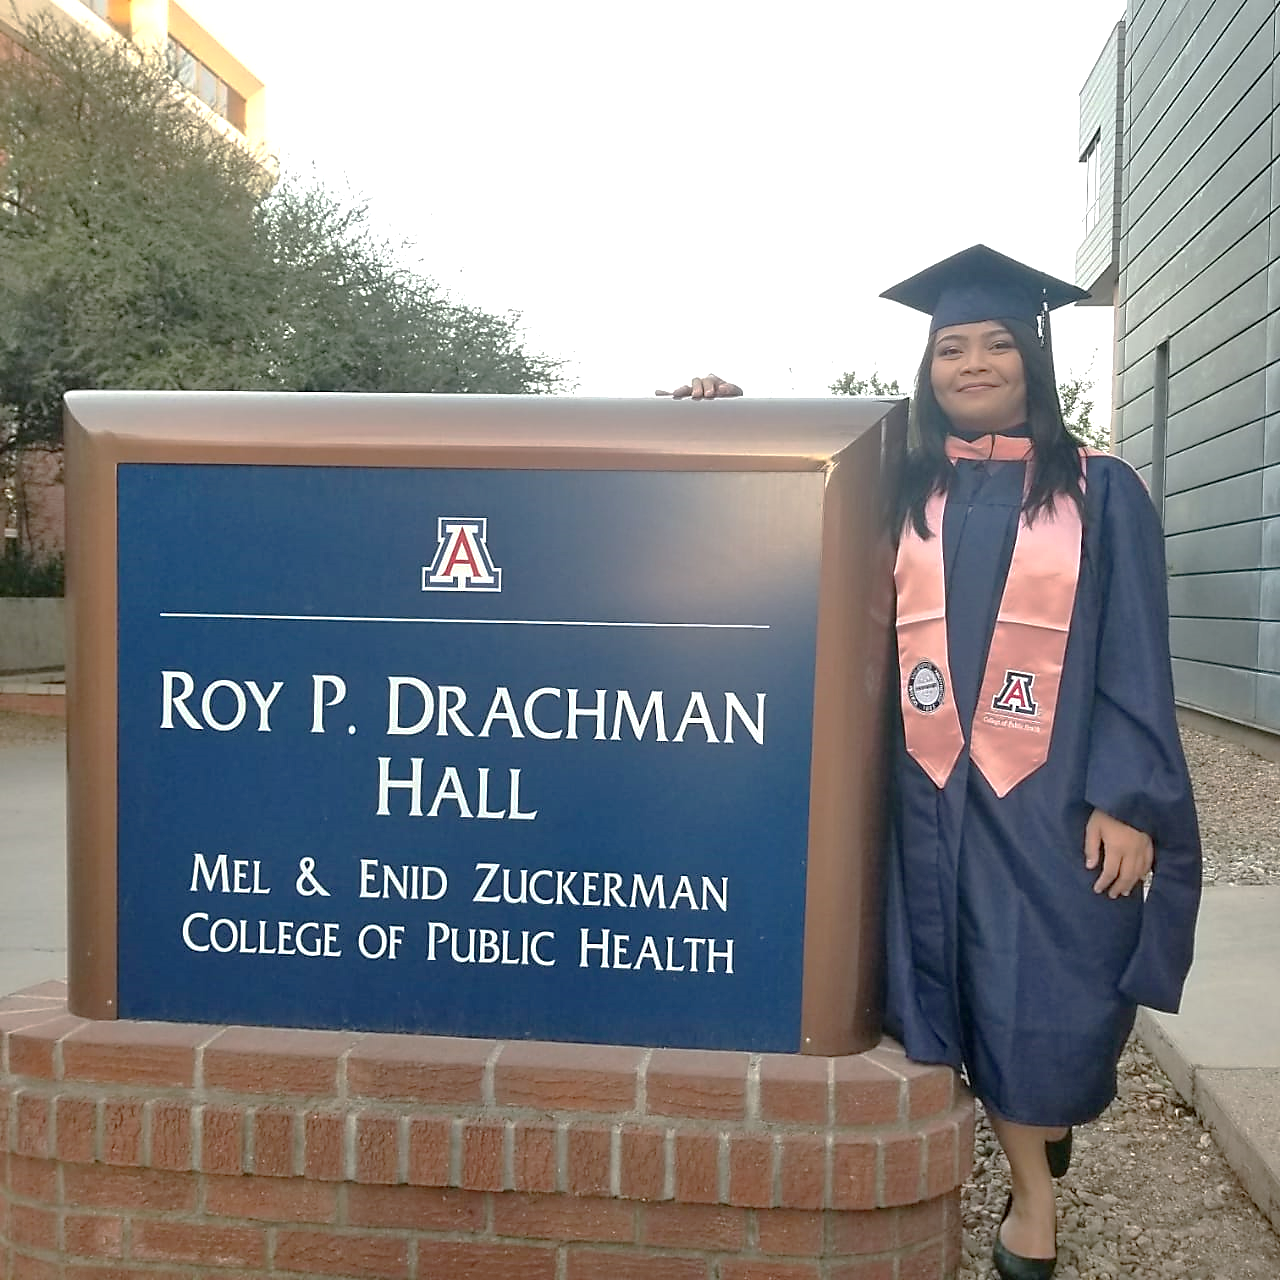 A
ROY P. DRACHMAN
HALL
MEL & ENID ZUCKERMAN
COLLEGE OF PUBLIC HEALTH
A
College of Public Health